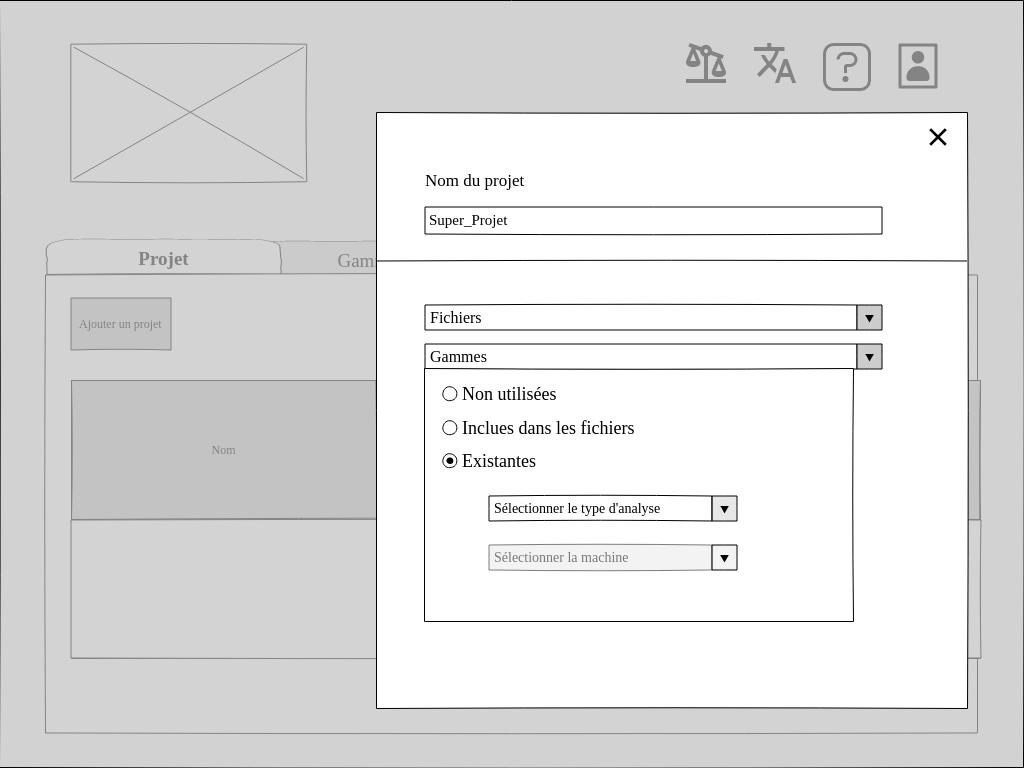 Nom du projet
Super_Projet
Projet
Ajouter un projet
Nom
Fichiers
Gammes
Non utilisées
Inclues dans les fichiers
Existantes
Sélectionner le type d'analyse
Sélectionner la machine